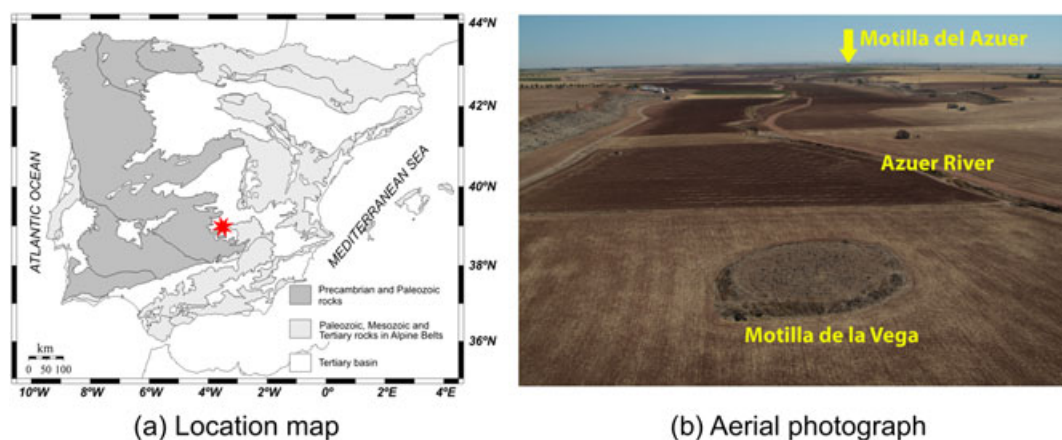 44°N
42°N
40°N
38°N
36°N
ATLANTIC OCEAN
MEDITERRANEAN SEA
Precambrian and Paleozoic
rocks
Paleozoic, Mesozoic and
Tertiary rocks in Alpine Belts
Tertiary basin
km
0 50 100
10°W 8°W 6°W 4°W 2°W 0° 2°E 4°E
(a) Location map
Motilla del Azuer
Azuer River
Motilla de la Vega
(b) Aerial photograph